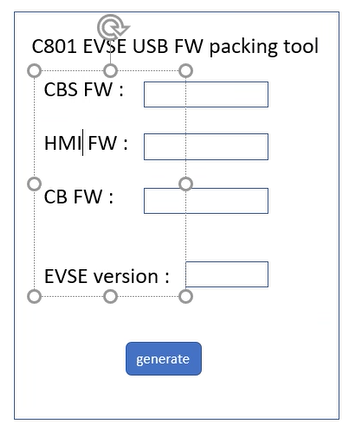 C801 EVSE USB FW packing tool
CBS FW :
HMI FW :
CB FW :
EVSE version :
generate